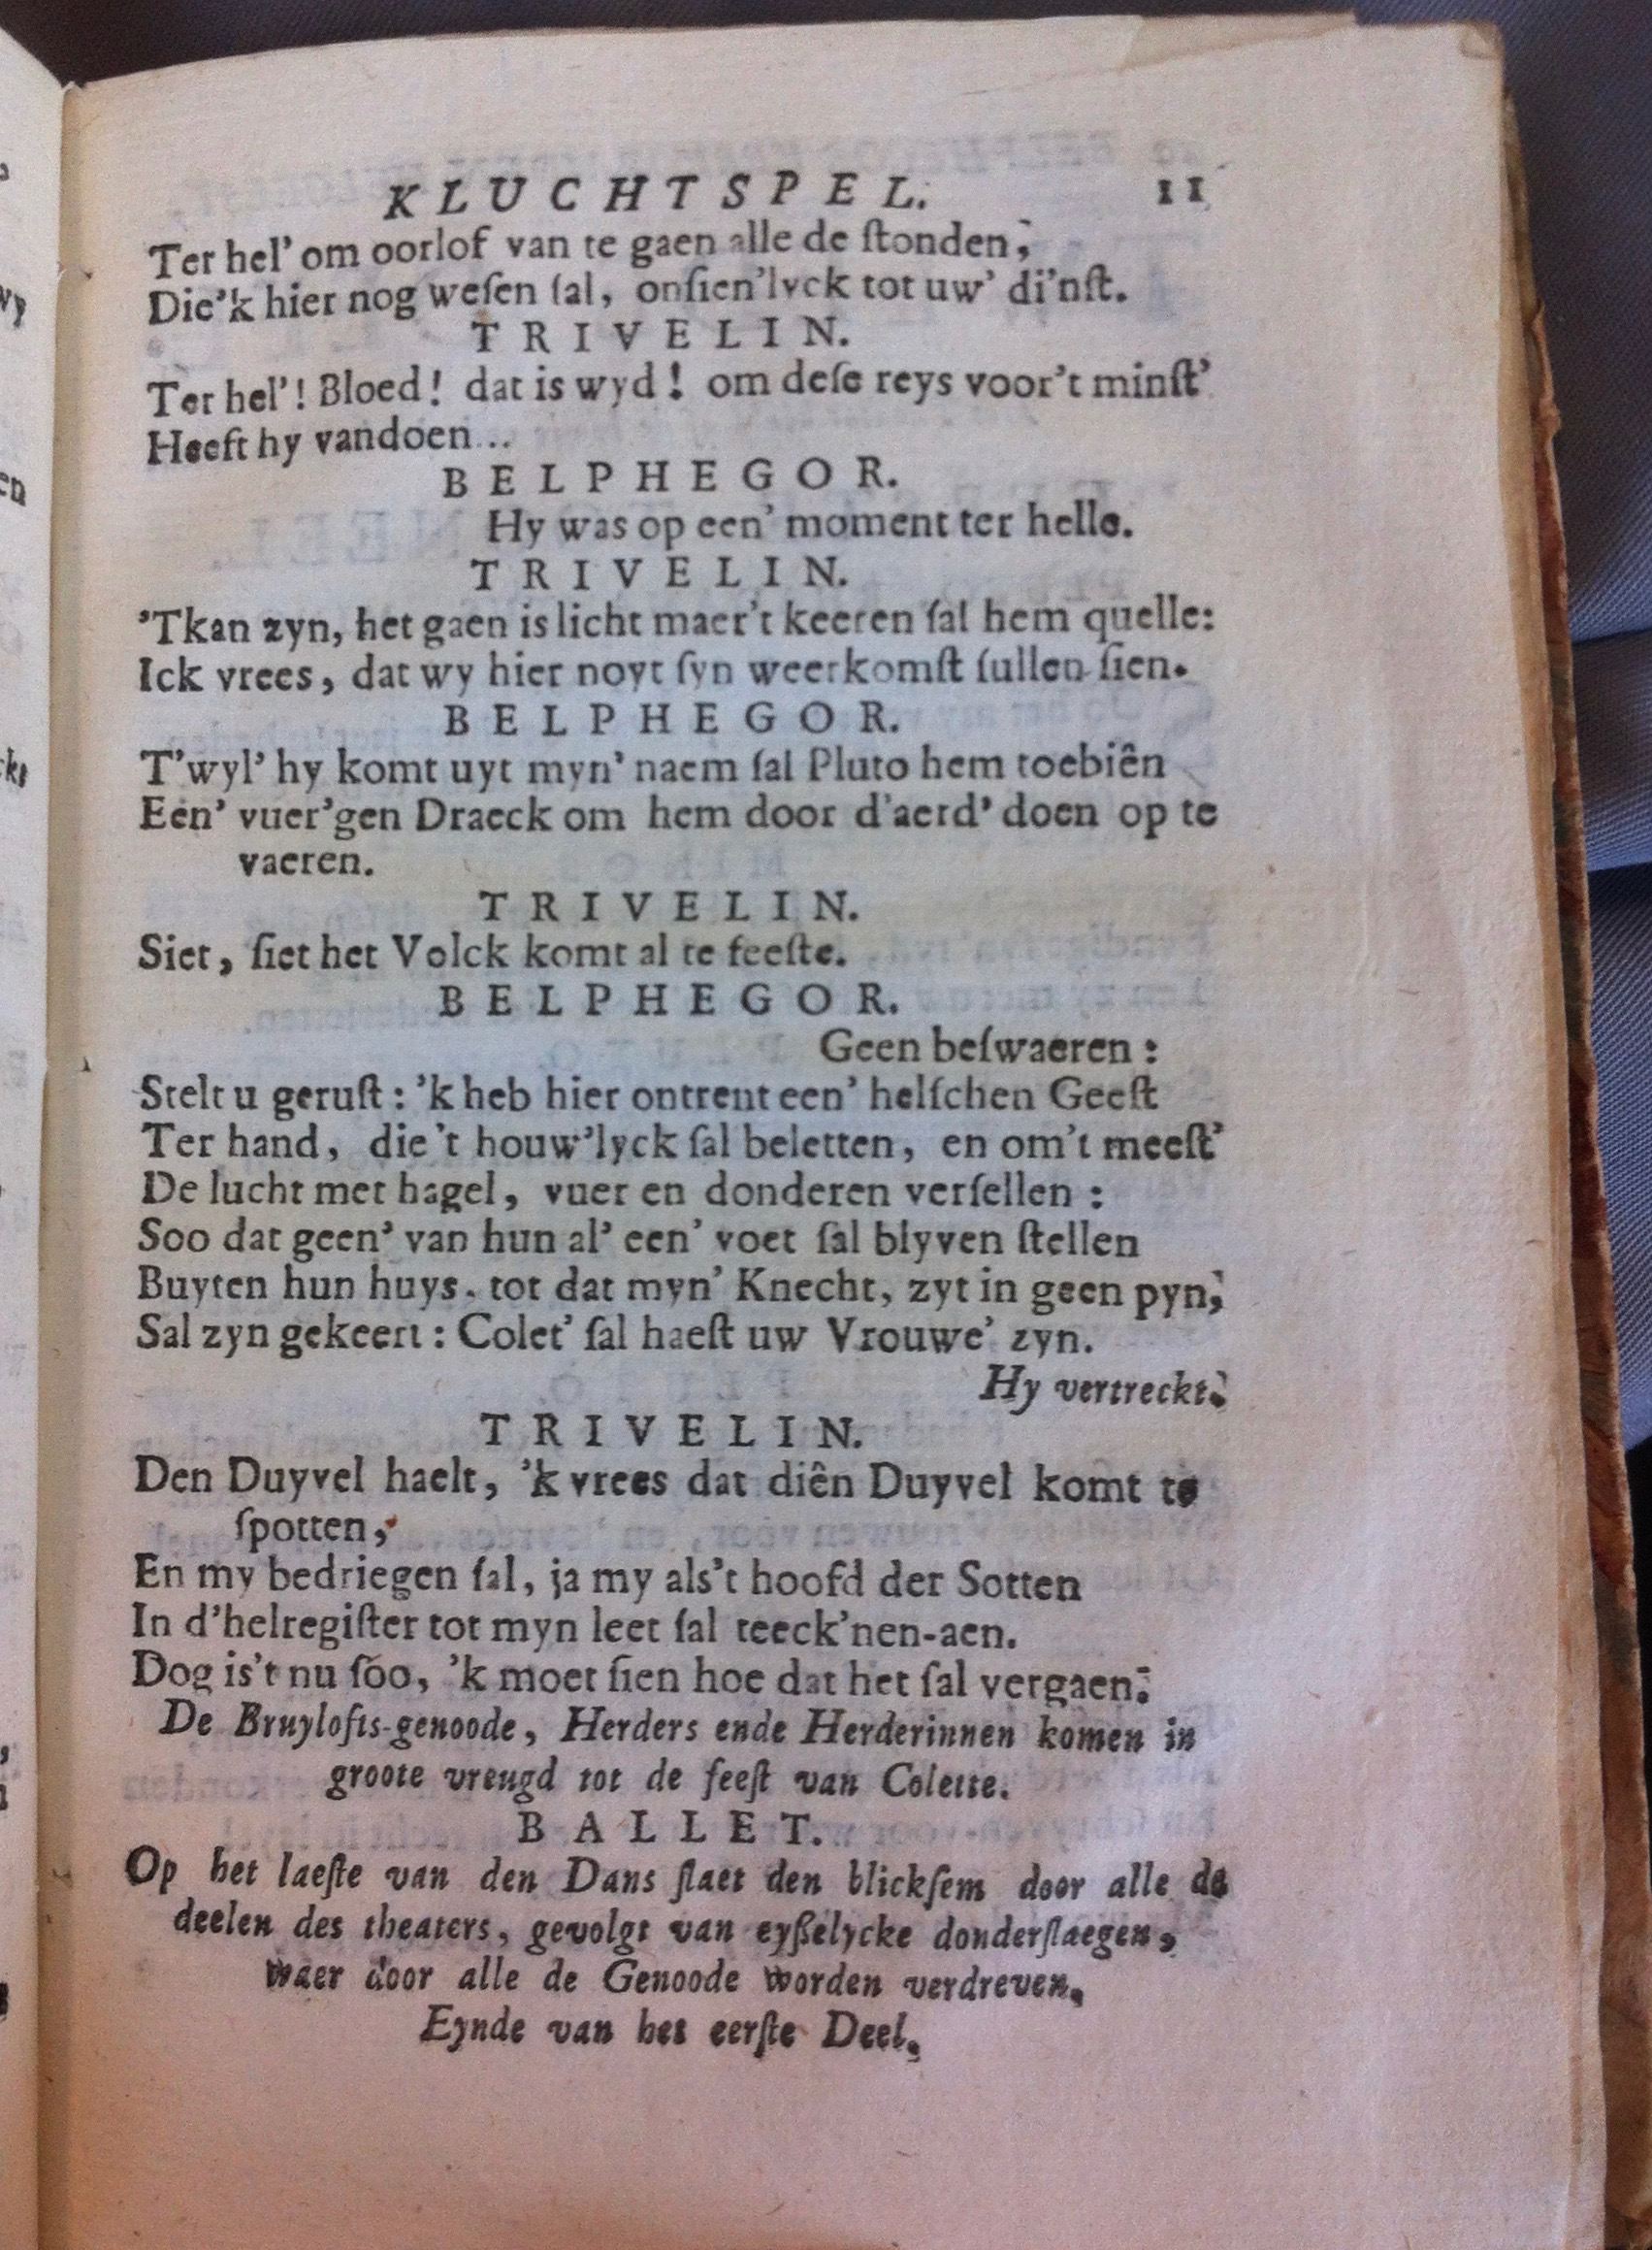 KLUCHTSPEL. 11
Ter hel' om oorlof van te gaen alle de ſtonden,
Die'k hier nog weſen ſal, onſien'lyck tot uw' di'nſt.
TRIVELIN.
Ter hel'! Bloed! dat is wyd! om deſe reys voor't minſt'
Heeft hy vandoen...
BELPHEGOR.
Hy was op een' moment ter helle.
TRIVELIN.
'Tkan zyn, het gaen is licht maer't keeren ſal hem quelle:
Ick vrees, dat wy hier noyt ſyn weerkomſt ſullen ſien.
BELPHEGOR.
T'wyl' hy komt uyt myn' naem ſal Pluto hem toebiên
Een' vuer'gen Draeck om hem door d'aerd' doen op te
vaeren.
TRIVELIN.
Siet, ſiet het Volck komt al te feeſte.
BELPHEGOR.
Geen beſwaeren:
Stelt u geruſt: 'k heb hier ontrent een' helſchen Geeſt
Ter hand, die 't houw'lyck ſal beletten, en om't meeſt'
De lucht met hagel, vuer en donderen verſellen:
Soo dat geen' van hun al' een' voet ſal blyven ſtellen
Buyten hun huys, tot dat myn' Knecht, zyt in geen pyn,
Sal zyn gekeert: Colet' ſal haeſt uw Vrouwe' zyn.
Hy vertreckt.
TRIVELIN.
Den Duyvel haelt, 'k vrees dat diên Duyvel komt te
ſpotten,
En my bedriegen ſal, ja my als't hoofd der Sotten
In d'helregiſter tot myn leet ſal teeck'nen-aen.
Dog is't nu ſoo, 'k moet ſien hoe dat het ſal vergaen.
De Bruylofts-genoode, Herders ende Herderinnen komen in
groote vreugd tot de feeſt van Colette.
BALLET.
Op het laeſte van den Dans ſlaet den blickſem door alle de
deelen des theaters, gevolgt van eyßelycke donderſlaegen,
waer door alle de Genoode worden verdreven.
Eynde van het eerſte Deel.